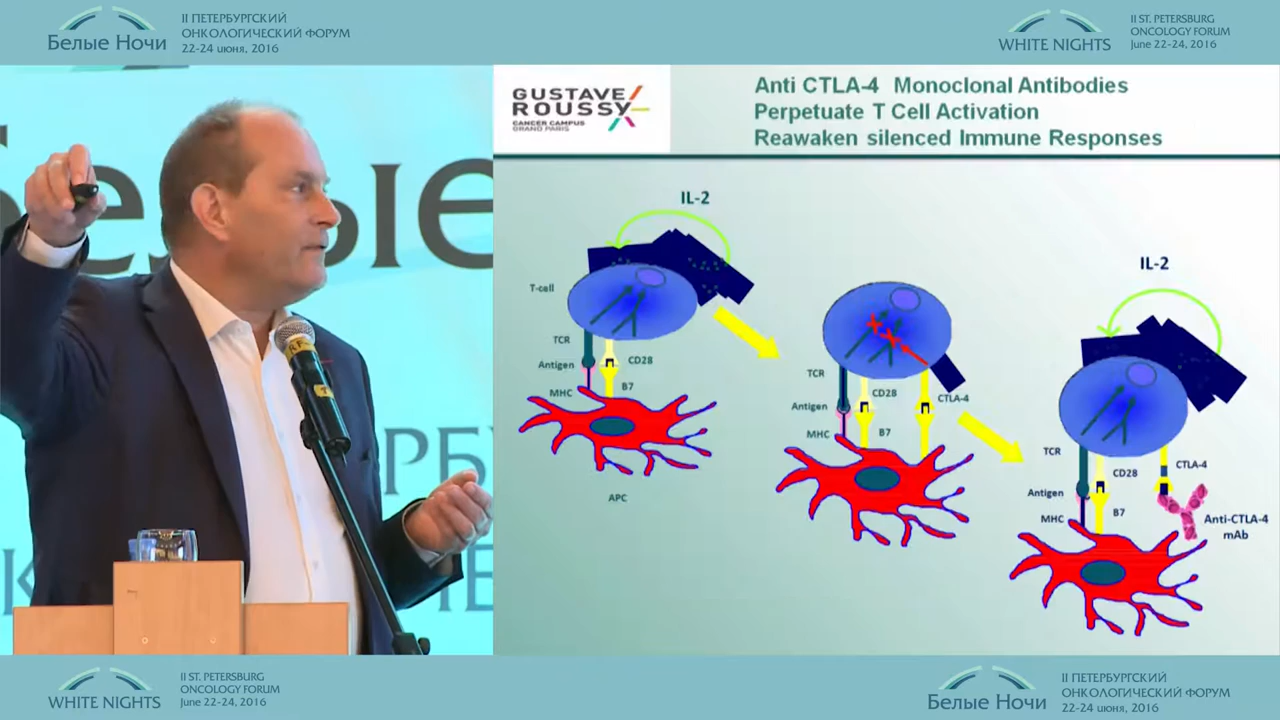 Белые Ночи
II ПЕТЕРБУРГСКИЙ
ОНКОЛОГИЧЕСКИЙ ФОРУМ
22-24 июня, 2016
WHITE NIGHTS
II ST. PETERSBURG
ONCOLOGY FORUM
June 22-24, 2016
Белые
GUSTAVE
ROUSSY
CANCER CAMPUS
GRAND PARIS
Anti CTLA-4 Monoclonal Antibodies
Perpetuate T Cell Activation
Reawaken silenced Immune Responses
IL-2
T-cell
TCR
Antigen
MHC
CD28
B7
APC
TCR
Antigen
MHC
CD28
B7
CTLA-4
IL-2
TCR
Antigen
MHC
CD28
B7
CTLA-4
Anti-CTLA-4
mAb
WHITE NIGHTS
II ST. PETERSBURG
ONCOLOGY FORUM
June 22-24, 2016
Белые Ночи
II ПЕТЕРБУРГСКИЙ
ОНКОЛОГИЧЕСКИЙ ФОРУМ
22-24 июня, 2016